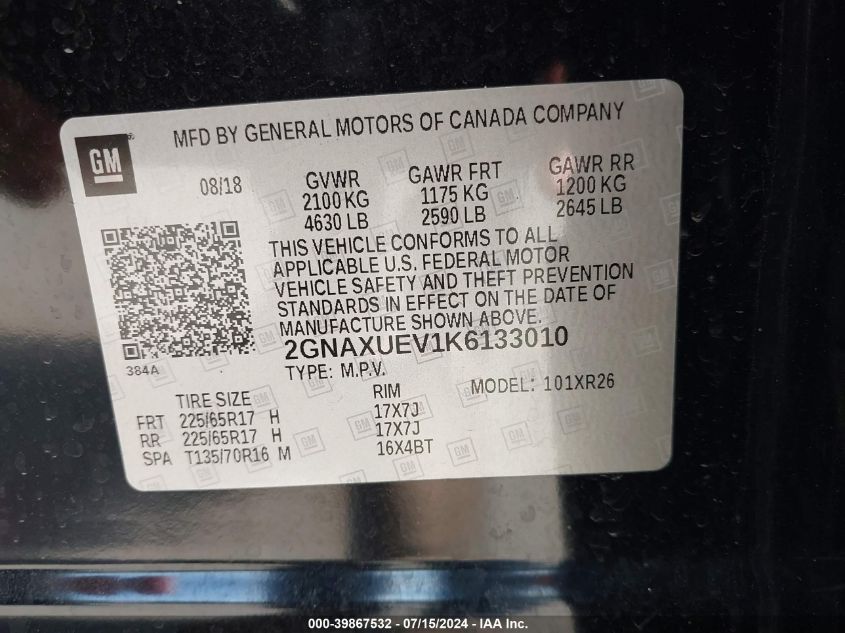 MFD BY GENERAL MOTORS OF CANADA COMPANY
GM
08/18
GVWR GAWR FRT GAWR RR
2100 KG 1175 KG 1200 KG
4630 LB 2590 LB 2645 LB
THIS VEHICLE CONFORMS TO ALL
APPLICABLE U.S. FEDERAL MOTOR
VEHICLE SAFETY AND THEFT PREVENTION
STANDARDS IN EFFECT ON THE DATE OF
MANUFACTURE SHOWN ABOVE.
2GNAXUEV1K6133010
384A
TYPE: M.P.V. MODEL: 101XR26
TIRE SIZE RIM
FRT 225/65R17 H 17X7J
RR 225/65R17 H 17X7J
SPA T135/70R16 M 16X4BT
000-39867532 - 07/15/2024 - IAA Inc.